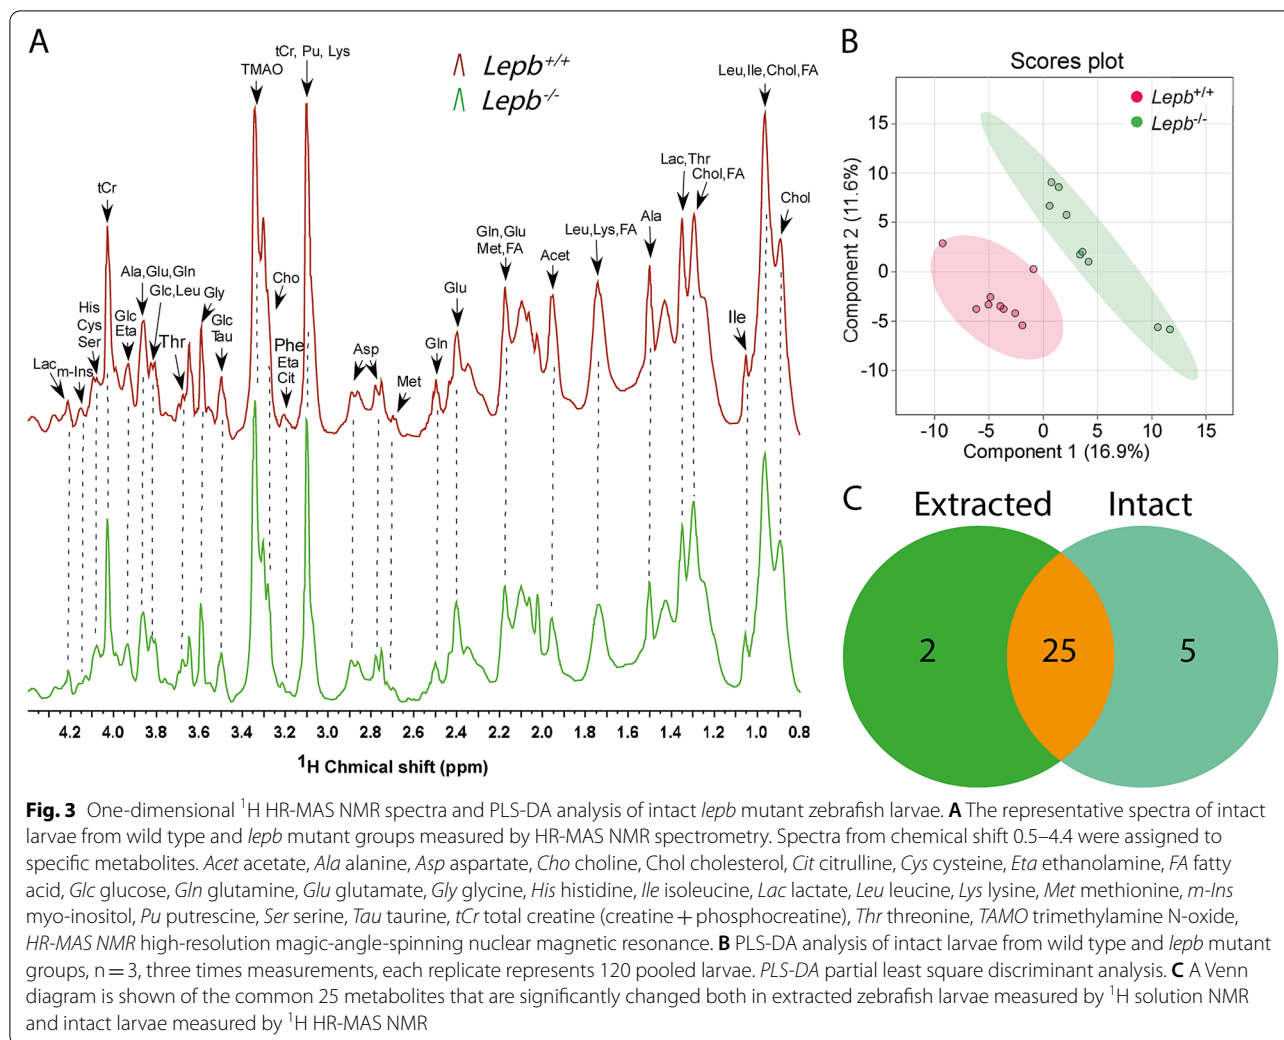 A
Lepb+/+
Lepb-/-
TMAO
tCr, Pu, Lys
Leu,Ile,Chol,FA
tCr
Lac,Thr
Chol,FA
Chol
Ala,Glu,Gln
Glc,Leu
Gly
Cho
Gln,Glu
Met,FA
Leu,Lys,FA
Ala
Acet
His
Cys
Ser
Glc
Eta
Thr
Glc
Tau
Glu
Ile
Phe
Eta
Cit
Asp
Gln
Met
Lac
m-Ins
4.2 4.0 3.8 3.6 3.4 3.2 3.0 2.8 2.6 2.4 2.2 2.0 1.8 1.6 1.4 1.2 1.0 0.8
1H Chmical shift (ppm)
B
Scores plot
Lepb+/+
Lepb-/-
Component 2 (11.6%)
15
10
5
0
-5
-10
-10 -5 0 5 10 15
Component 1 (16.9%)
C
Extracted Intact
2 25 5
Fig. 3 One-dimensional 1H HR-MAS NMR spectra and PLS-DA analysis of intact lepb mutant zebrafish larvae. A The representative spectra of intact
larvae from wild type and lepb mutant groups measured by HR-MAS NMR spectrometry. Spectra from chemical shift 0.5–4.4 were assigned to
specific metabolites. Acet acetate, Ala alanine, Asp aspartate, Cho choline, Chol cholesterol, Cit citrulline, Cys cysteine, Eta ethanolamine, FA fatty
acid, Glc glucose, Gln glutamine, Glu glutamate, Gly glycine, His histidine, Ile isoleucine, Lac lactate, Leu leucine, Lys lysine, Met methionine, m-Ins
myo-inositol, Pu putrescine, Ser serine, Tau taurine, tCr total creatine (creatine + phosphocreatine), Thr threonine, TAMO trimethylamine N-oxide,
HR-MAS NMR high-resolution magic-angle-spinning nuclear magnetic resonance. B PLS-DA analysis of intact larvae from wild type and lepb mutant
groups, n = 3, three times measurements, each replicate represents 120 pooled larvae. PLS-DA partial least square discriminant analysis. C A Venn
diagram is shown of the common 25 metabolites that are significantly changed both in extracted zebrafish larvae measured by 1H solution NMR
and intact larvae measured by 1H HR-MAS NMR